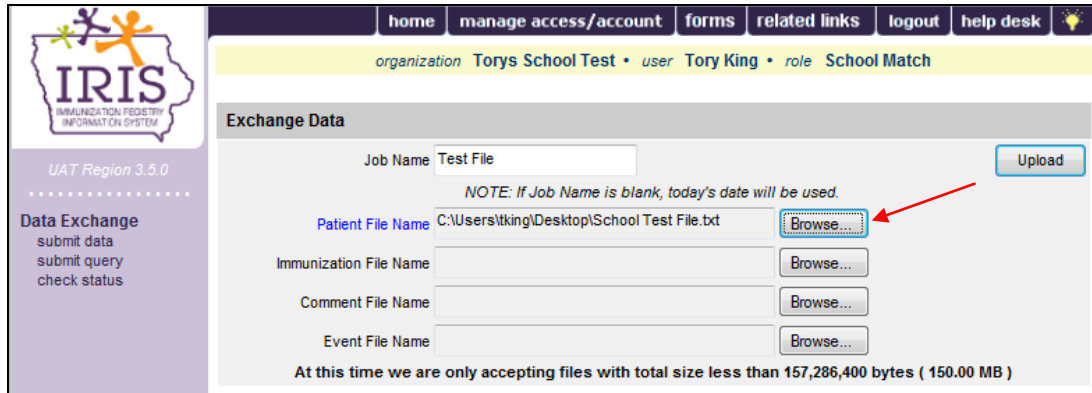 home manage access/account forms related links logout help desk
organization Torys School Test • user Tory King • role School Match
IRIS
IMMUNIZATION REGISTRY
INFORMATION SYSTEM
UAT Region 3.5.0
Data Exchange
submit data
submit query
check status
Exchange Data
Job Name Test File Upload
NOTE: If Job Name is blank, today's date will be used.
Patient File Name C:\Users\tking\Desktop\School Test File.txt Browse...
Immunization File Name Browse...
Comment File Name Browse...
Event File Name Browse...
At this time we are only accepting files with total size less than 157,286,400 bytes ( 150.00 MB )